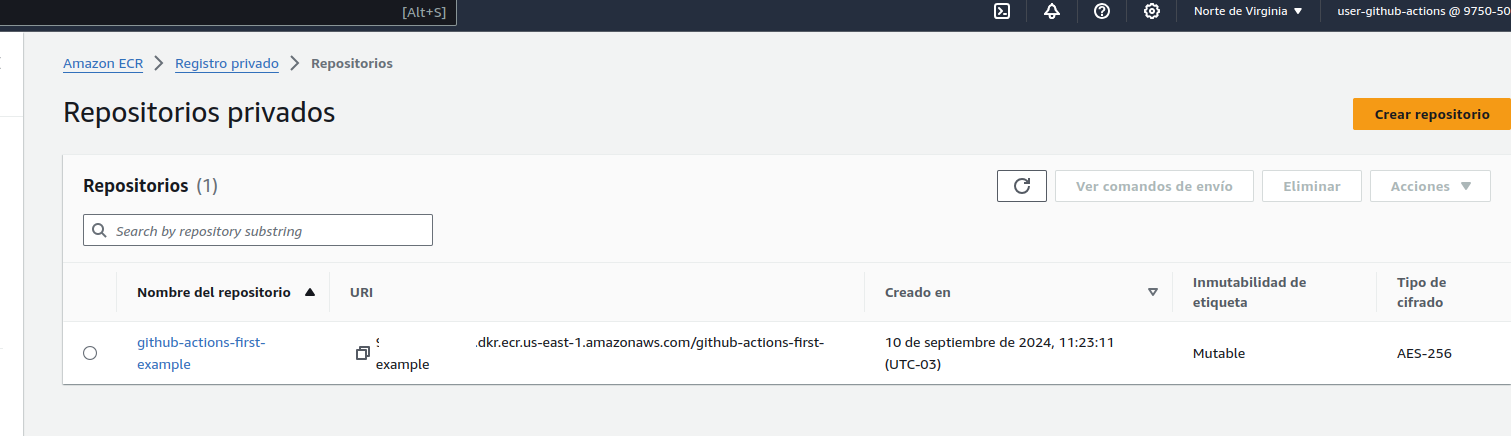 [Alt+S]
Norte de Virginia
user-github-actions @ 9750-50
Amazon ECR
Registro privado
Repositorios
Repositorios privados
Crear repositorio
Repositorios (1)
Ver comandos de envío
Eliminar
Acciones
Search by repository substring
Nombre del repositorio
URI
Creado en
Inmutabilidad de
etiqueta
Tipo de
cifrado
github-actions-first-
example
.dkr.ecr.us-east-1.amazonaws.com/github-actions-first-
example
10 de septiembre de 2024, 11:23:11
(UTC-03)
Mutable
AES-256